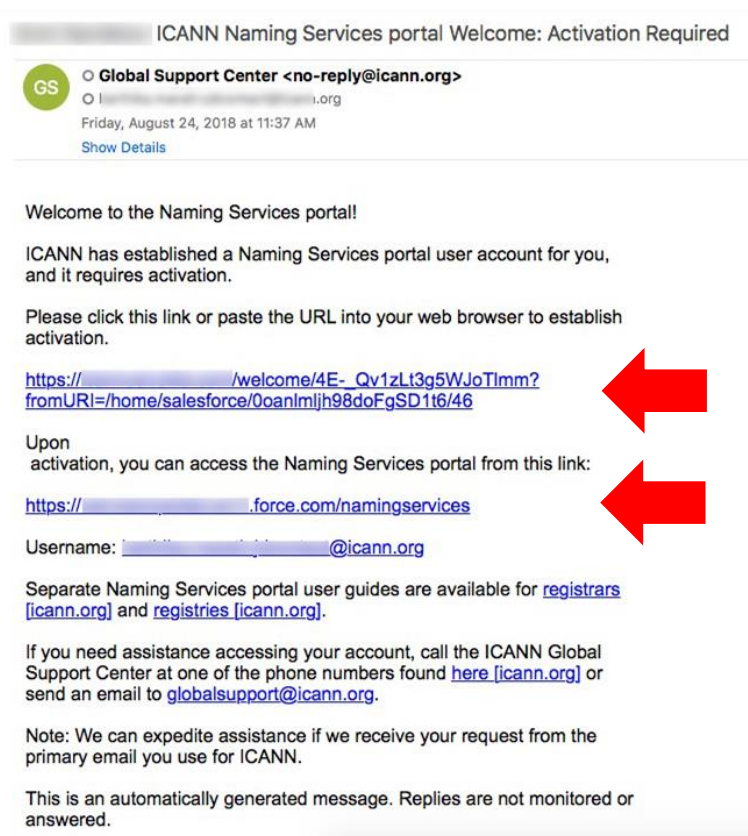 ICANN Naming Services portal Welcome: Activation Required
GS
Global Support Center <no-reply@icann.org>
.org
Friday, August 24, 2018 at 11:37 AM
Show Details
Welcome to the Naming Services portal!
ICANN has established a Naming Services portal user account for you,
and it requires activation.
Please click this link or paste the URL into your web browser to establish
activation.
https:// /welcome/4E-_Qv1zLt3g5WJoTlmm?
fromURI=/home/salesforce/0oanlmljh98doFgSD1t6/46
Upon
activation, you can access the Naming Services portal from this link:
https:// .force.com/namingservices
Username: @icann.org
Separate Naming Services portal user guides are available for registrars
[icann.org] and registries [icann.org].
If you need assistance accessing your account, call the ICANN Global
Support Center at one of the phone numbers found here [icann.org] or
send an email to globalsupport@icann.org.
Note: We can expedite assistance if we receive your request from the
primary email you use for ICANN.
This is an automatically generated message. Replies are not monitored or
answered.